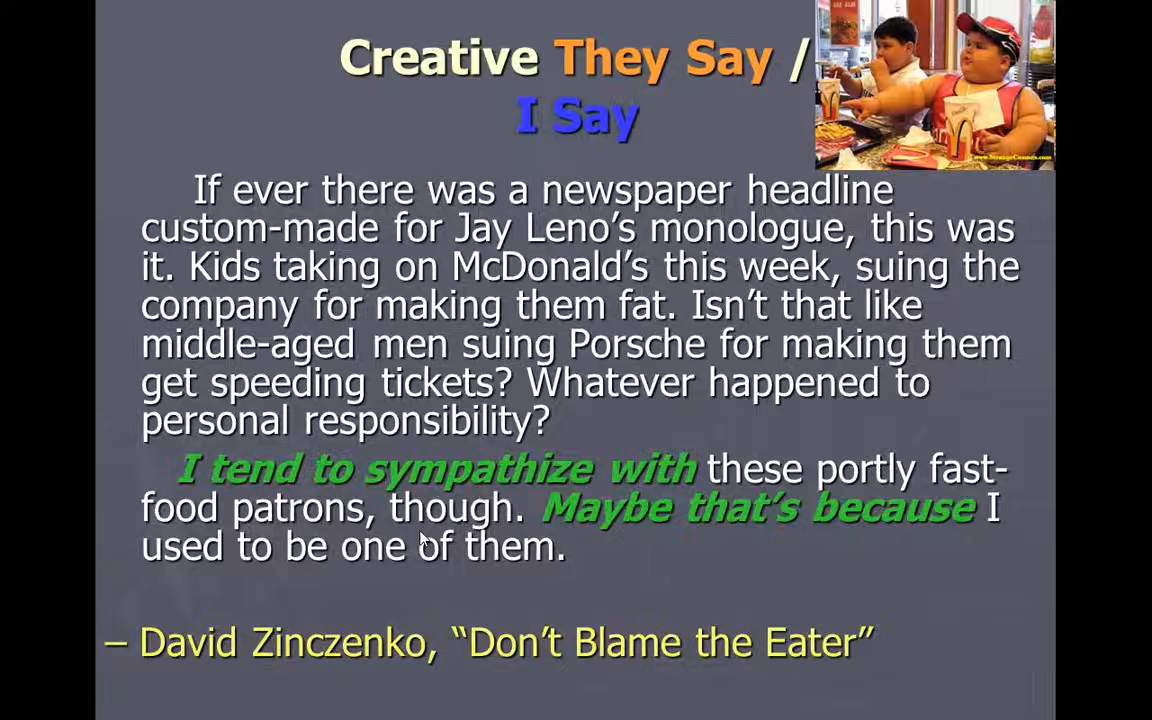 Creative They Say /
I Say
www.StrangeCosmos.com
If ever there was a newspaper headline
custom-made for Jay Leno’s monologue, this was
it. Kids taking on McDonald’s this week, suing the
company for making them fat. Isn’t that like
middle-aged men suing Porsche for making them
get speeding tickets? Whatever happened to
personal responsibility?
I tend to sympathize with these portly fast-
food patrons, though. Maybe that’s because I
used to be one of them.
– David Zinczenko, “Don’t Blame the Eater”